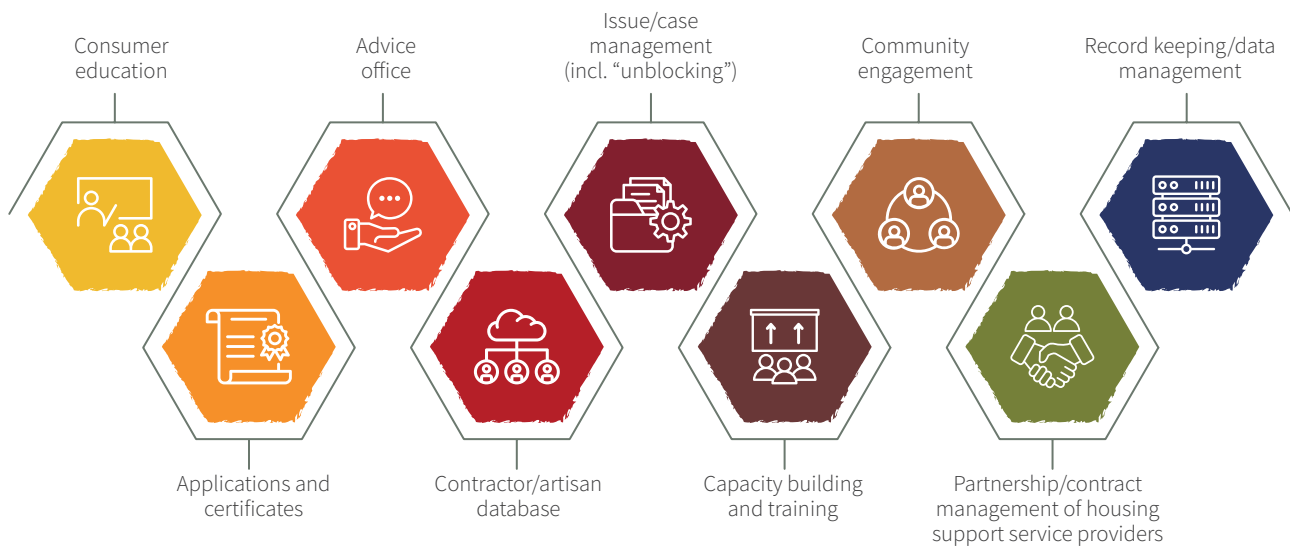 Consumer
education
Advice
office
Issue/case
management
(incl. “unblocking”)
Community
engagement
Record keeping/data
management
Applications and
certificates
Contractor/artisan
database
Capacity building
and training
Partnership/contract
management of housing
support service providers